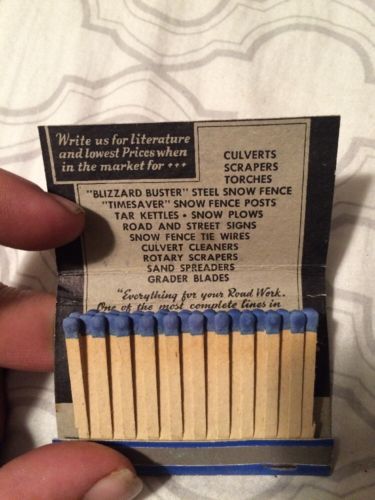 Write us for literature
and lowest Prices when
in the market for •••
CULVERTS
SCRAPERS
TORCHES
"BLIZZARD BUSTER" STEEL SNOW FENCE
"TIMESAVER" SNOW FENCE POSTS
TAR KETTLES • SNOW PLOWS
ROAD AND STREET SIGNS
SNOW FENCE TIE WIRES
CULVERT CLEANERS
ROTARY SCRAPERS
SAND SPREADERS
GRADER BLADES
"Everything for your Road Work.
One of the most complete lines in